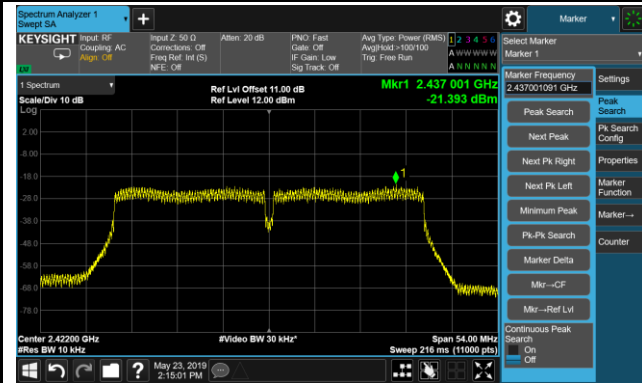 Spectrum Analyzer 1
Swept SA
Marker
KEYSIGHT
Input: RF
Coupling: AC
Align: Off
Input Z: 50 Ω
Corrections: Off
Freq Ref: Int (S)
NFE: Off
Atten: 20 dB
PNO: Fast
Gate: Off
IF Gain: Low
Sig Track: Off
Avg Type: Power (RMS)
Avg|Hold:>100/100
Trig: Free Run
1 2 3 4 5 6
A W W W W W
A N N N N N
Select Marker
Marker 1
1 Spectrum
Scale/Div 10 dB
Log
Ref Lvl Offset 11.00 dB
Ref Level 12.00 dBm
Mkr1 2.437 001 GHz
-21.393 dBm
2.00
-8.00
-18.0
-28.0
-38.0
-48.0
-58.0
-68.0
-78.0
1
Center 2.42200 GHz
#Res BW 10 kHz
#Video BW 30 kHz*
Span 54.00 MHz
Sweep 216 ms (11000 pts)
Marker Frequency
2.437001091 GHz
Peak Search
Next Peak
Next Pk Right
Next Pk Left
Minimum Peak
Pk-Pk Search
Marker Delta
Mkr→CF
Mkr→Ref Lvl
Continuous Peak
Search
On
Off
Settings
Peak
Search
Pk Search
Config
Properties
Marker
Function
Marker→
Counter
May 23, 2019
2:15:01 PM